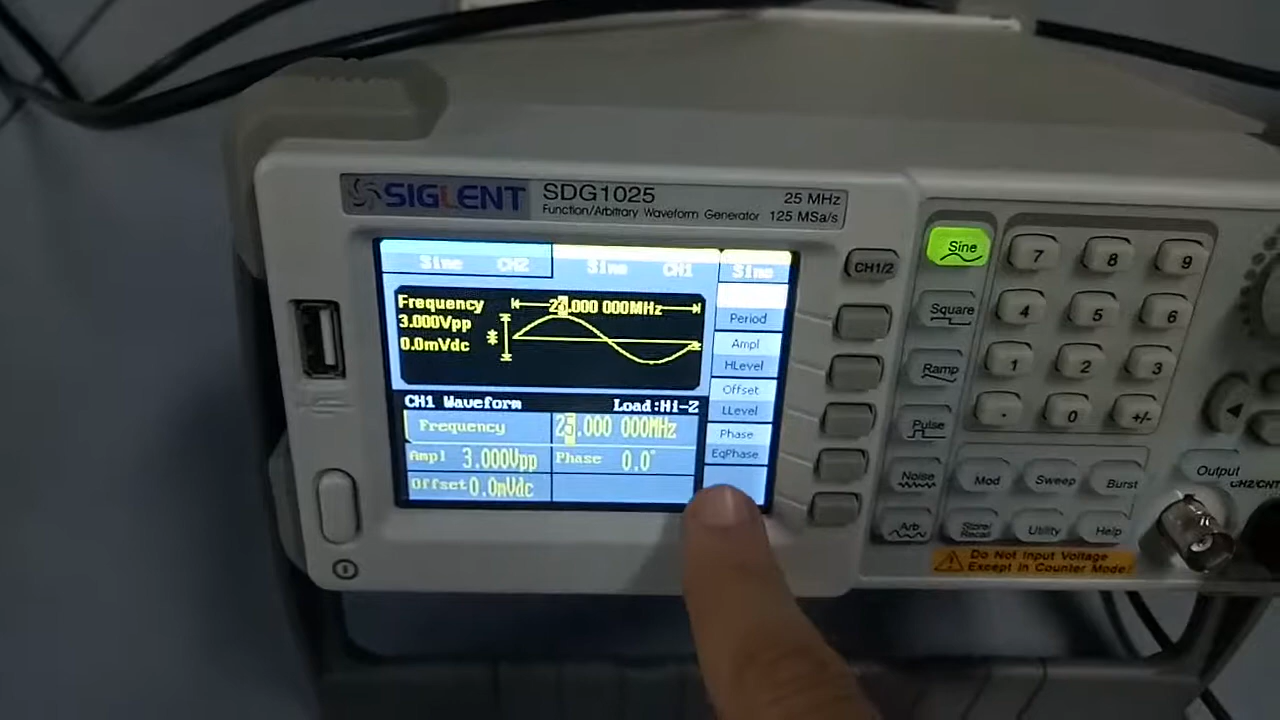 SIGLENT
SDG1025
25 MHz
Function/Arbitrary Waveform Generator
125 MSa/s
Sine CH2
Sine CH1
Sine
Frequency
3.000Vpp
0.0mVdc
.000 000MHz
Period
Ampl
HLevel
Offset
LLevel
Phase
EqPhase
CH1 Waveform
Load:Hi-Z
Frequency
25.000 000MHz
Ampl 3.000Vpp
Phase 0.0°
Offset 0.0mVdc
CH1/2
Sine
Square
Ramp
Pulse
Noise
Arb
7
8
9
4
5
6
1
2
3
.
0
+/-
Mod
Sweep
Burst
Store/
Recall
Utility
Help
Output
CH2/CNT
Do Not Input Voltage
Except in Counter Mode!